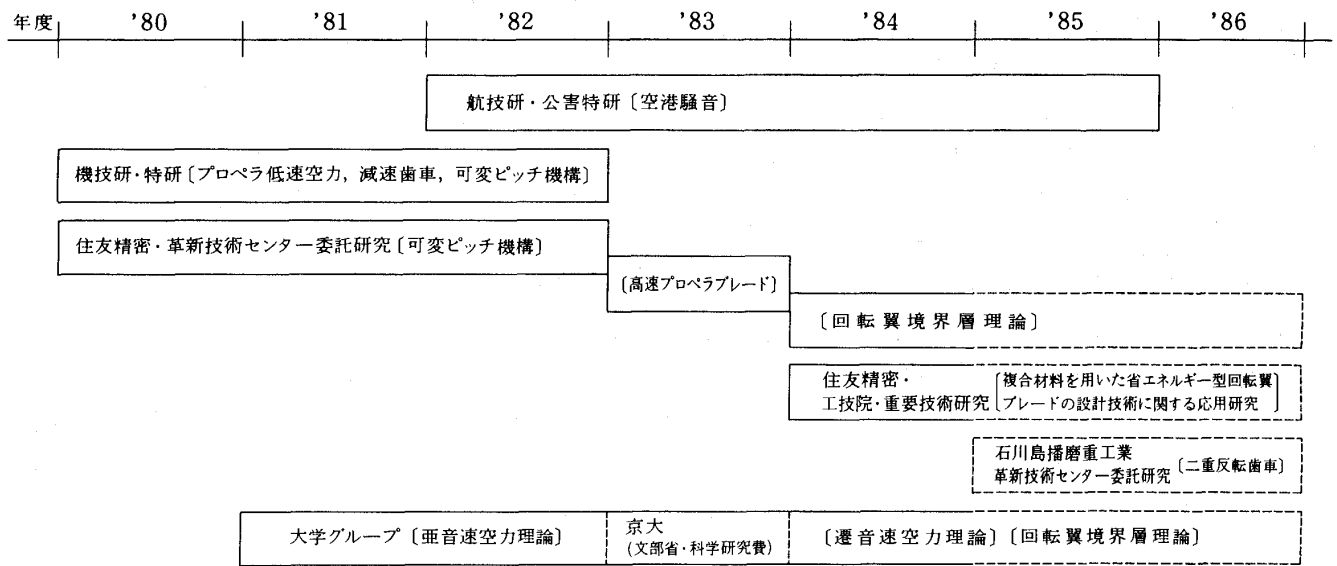 年度 '80 '81 '82 '83 '84 '85 '86
航技研・公害特研〔空港騒音〕
機技研・特研〔プロペラ低速空力，減速歯車，可変ピッチ機構〕
住友精密・革新技術センター委託研究〔可変ピッチ機構〕
〔高速プロペラブレード〕
〔回転翼境界層理論〕
住友精密・
工技院・重要技術研究
〔複合材料を用いた省エネルギー型回転翼
ブレードの設計技術に関する応用研究〕
石川島播磨重工業
革新技術センター委託研究〔二重反転歯車〕
大学グループ〔亜音速空力理論〕
京大
(文部省・科学研究費)
〔遷音速空力理論〕〔回転翼境界層理論〕